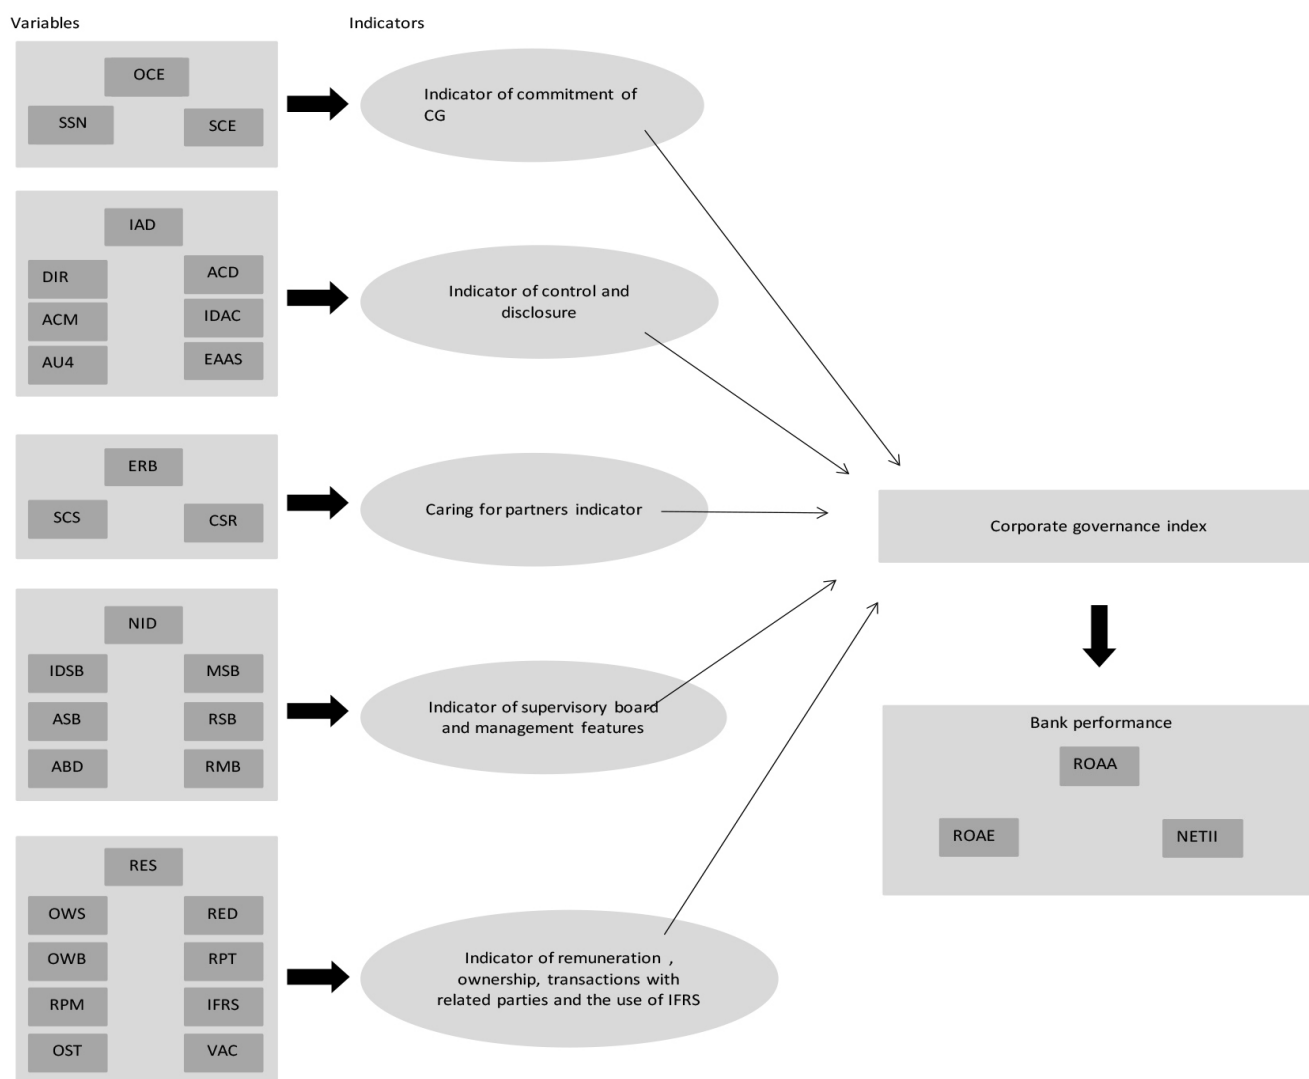 Variables
Indicators
OCE
SSN
SCE
Indicator of commitment of
CG
IAD
DIR
ACD
ACM
IDAC
AU4
EAAS
Indicator of control and
disclosure
ERB
SCS
CSR
Caring for partners indicator
Corporate governance index
NID
IDSB
MSB
ASB
RSB
ABD
RMB
Indicator of supervisory board
and management features
Bank performance
ROAA
ROAE
NETII
RES
OWS
RED
OWB
RPT
RPM
IFRS
OST
VAC
Indicator of remuneration ,
ownership, transactions with
related parties and the use of IFRS